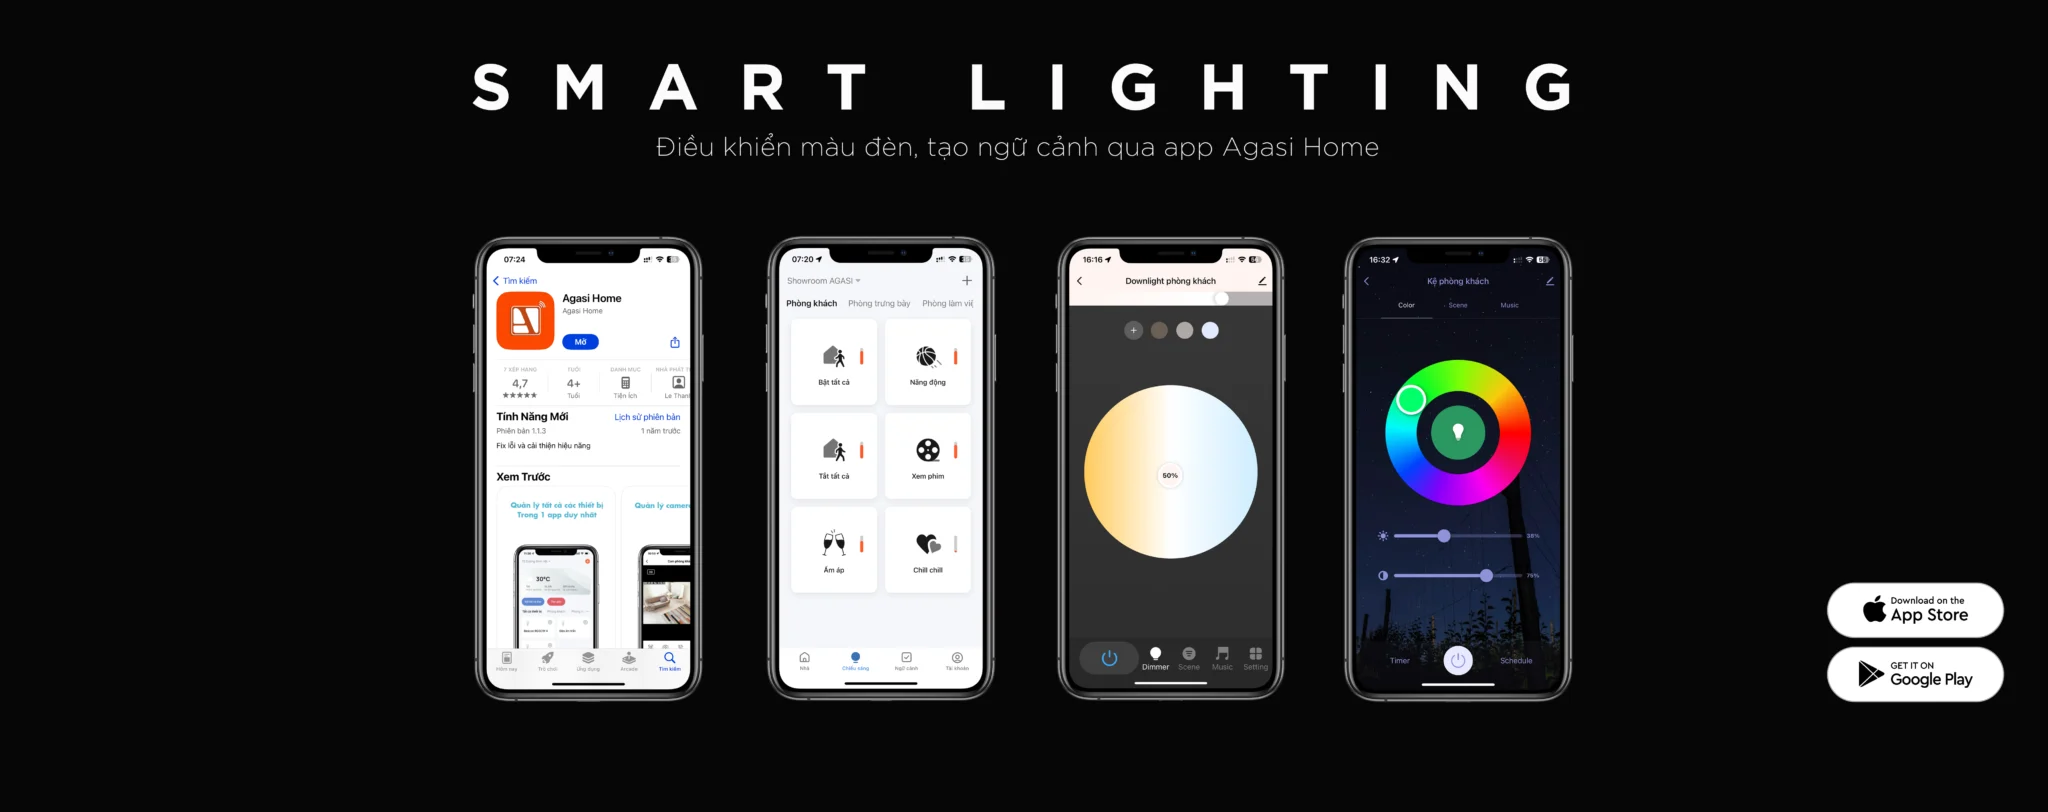 SMART LIGHTING
Điều khiển màu đèn, tạo ngữ cảnh qua app Agasi Home
07:24
Tìm kiếm
Agasi Home
Agasi Home
Mở
7 XẾP HẠNG
TUỔI
DANH MỤC
NHÀ PHÁT TR
4,7
4+
★★★★★
Tuổi
Tiện ích
Le Thanh
Tính Năng Mới
Lịch sử phiên bản
Phiên bản 1.1.3
1 năm trước
Fix lỗi và cải thiện hiệu năng
Xem Trước
Quản lý tất cả các thiết bị
Trong 1 app duy nhất
Quản lý camera
30°C
Hôm nay
Trò chơi
Ứng dụng
Arcade
Tìm kiếm
07:20
Showroom AGASI
Phòng khách
Phòng trưng bày
Phòng làm việ
Bật tất cả
Năng động
Tắt tất cả
Xem phim
Ấm áp
Chill chill
Nhà
Chiếu sáng
Ngữ cảnh
Tài khoản
16:16
Downlight phòng khách
50%
Dimmer
Scene
Music
Setting
16:32
Kệ phòng khách
Color
Scene
Music
38%
76%
Timer
Schedule
Download on the
App Store
GET IT ON
Google Play